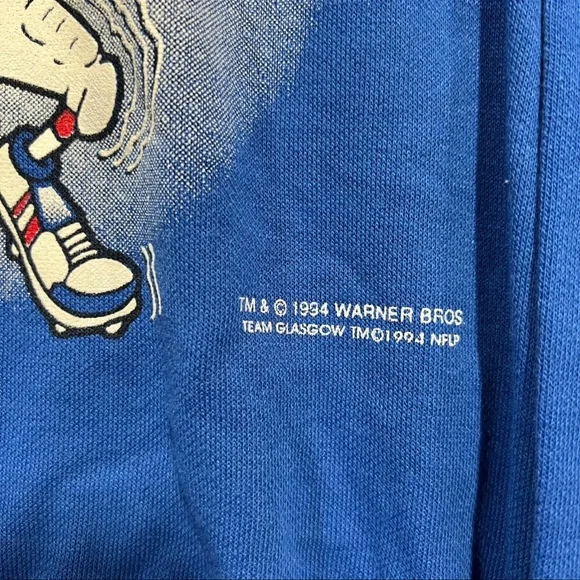 TM & © 1994 WARNER BROS
TEAM GLASGOW TM©1994 NFLP